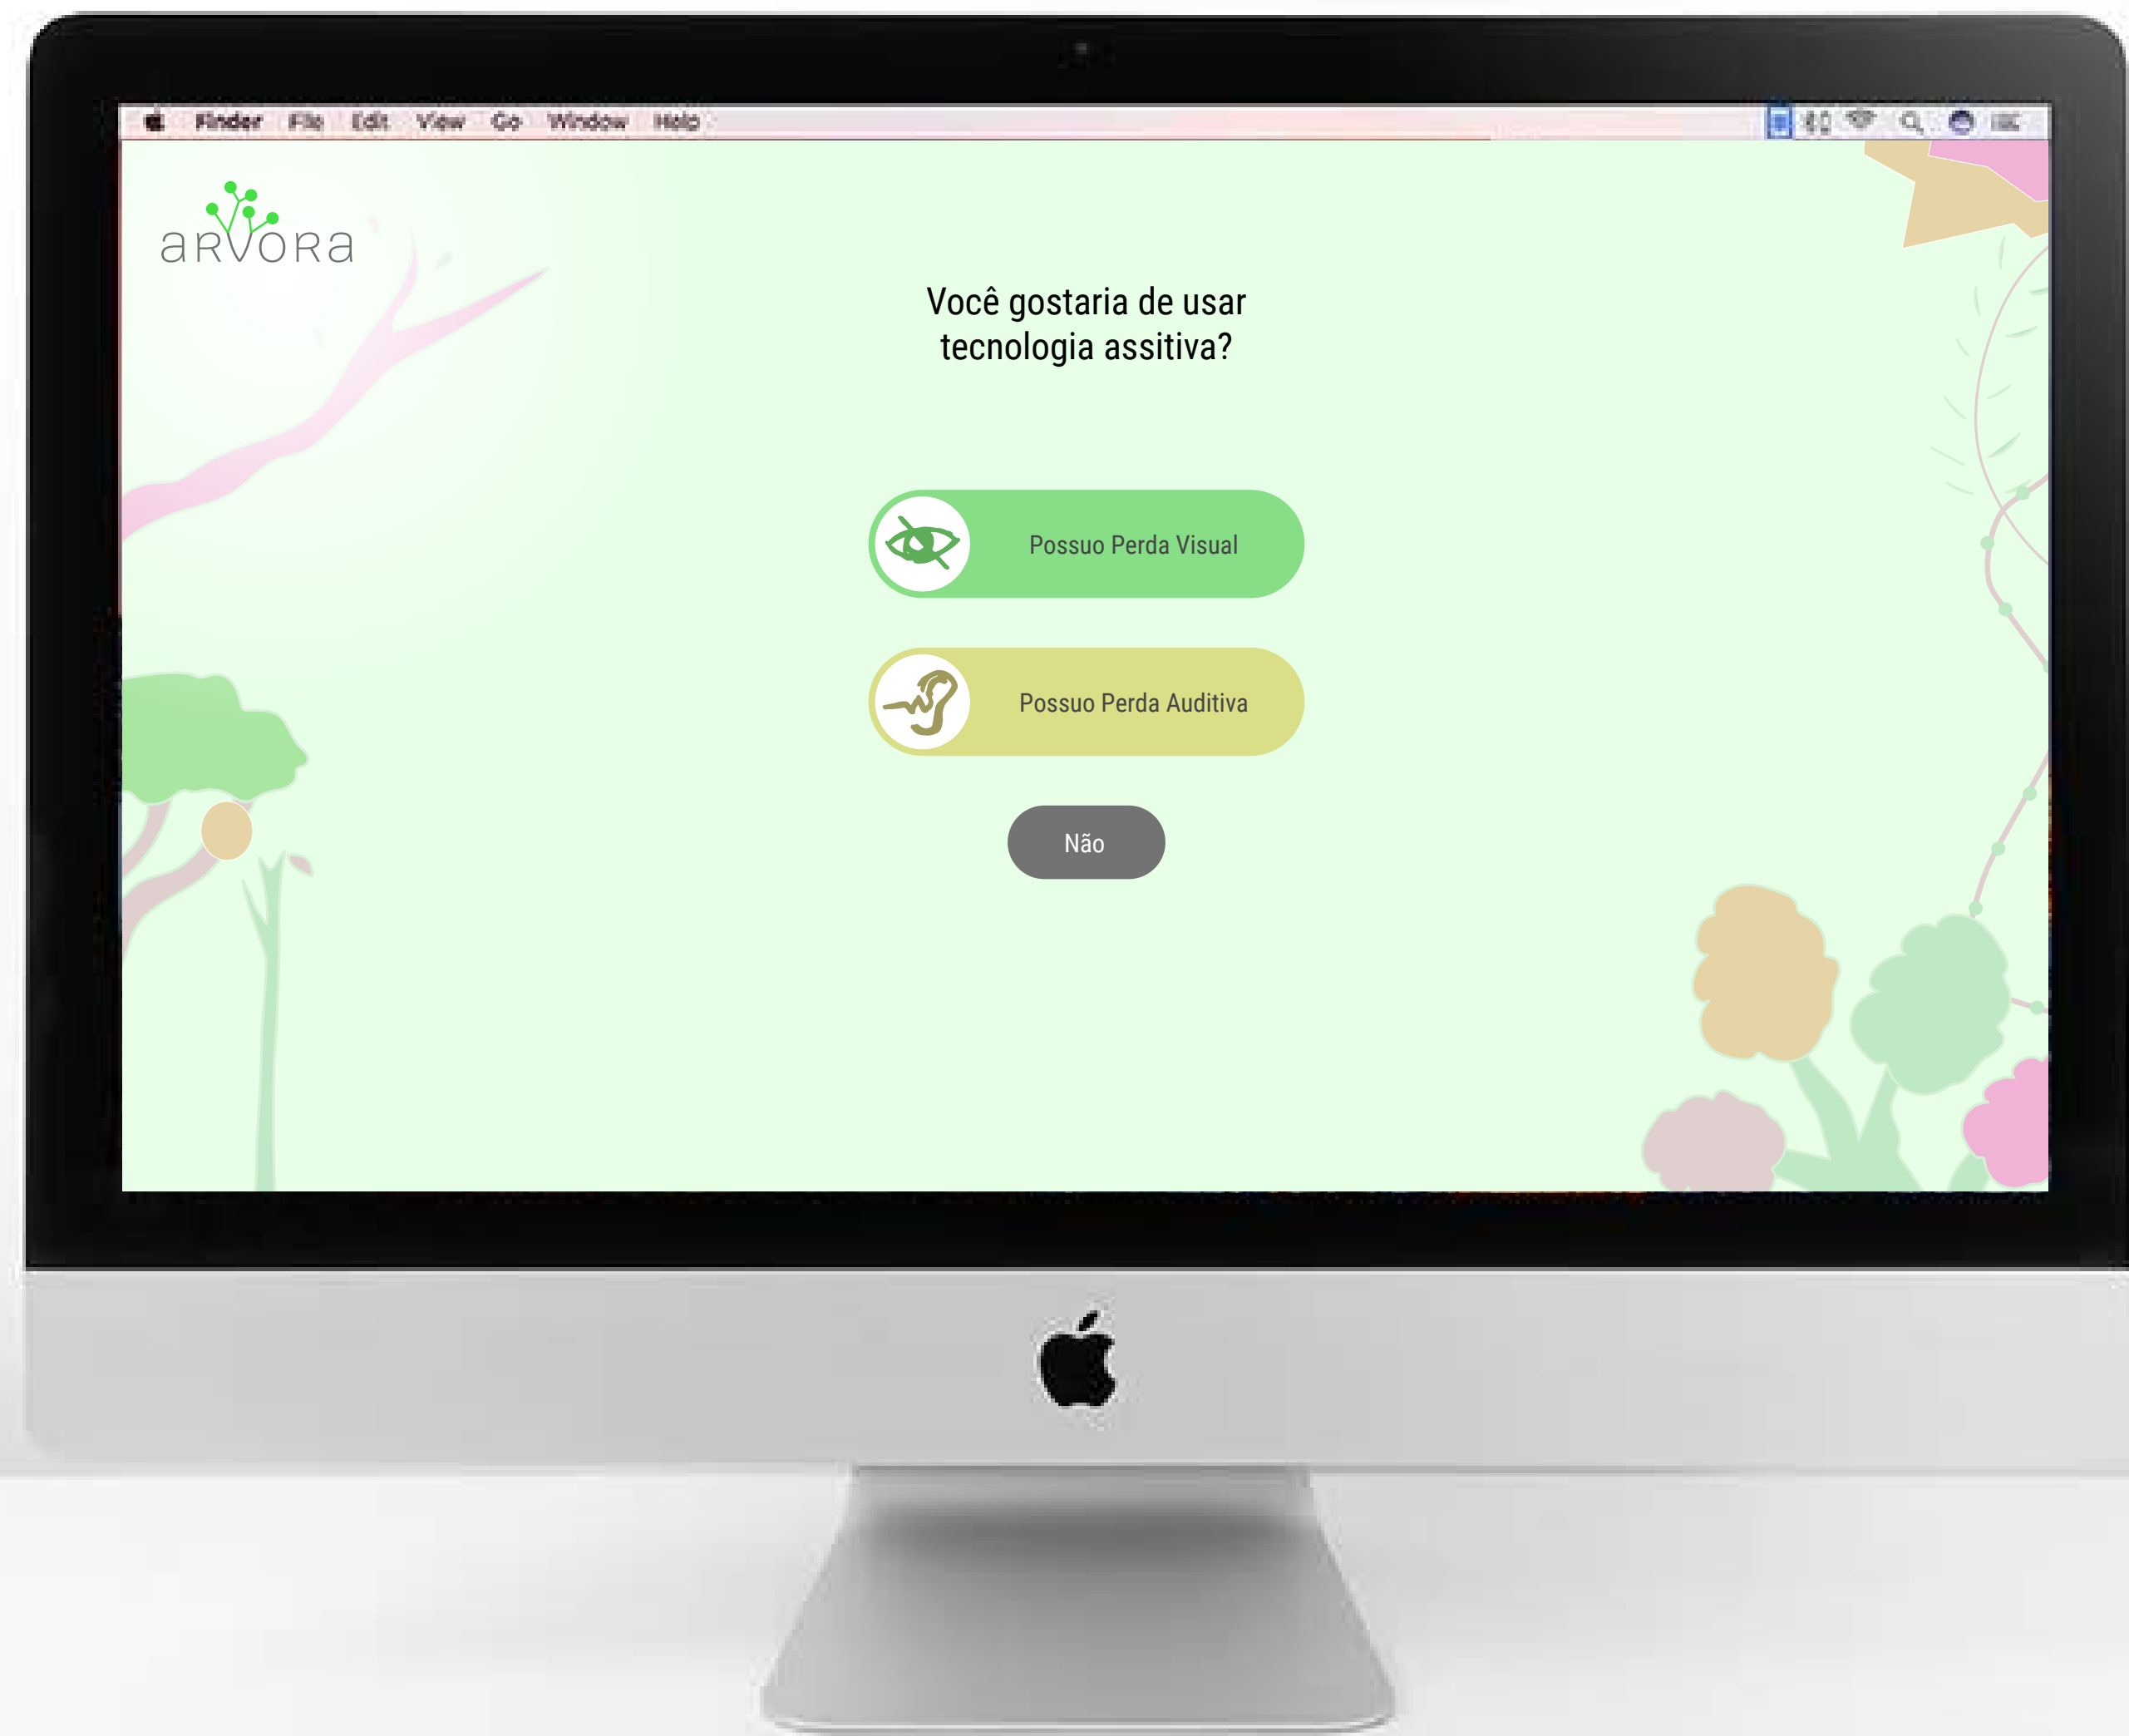 Finder File Edit View Go Window Help
aRVORa
Você gostaria de usar
tecnologia assitiva?
Possuo Perda Visual
Possuo Perda Auditiva
Não